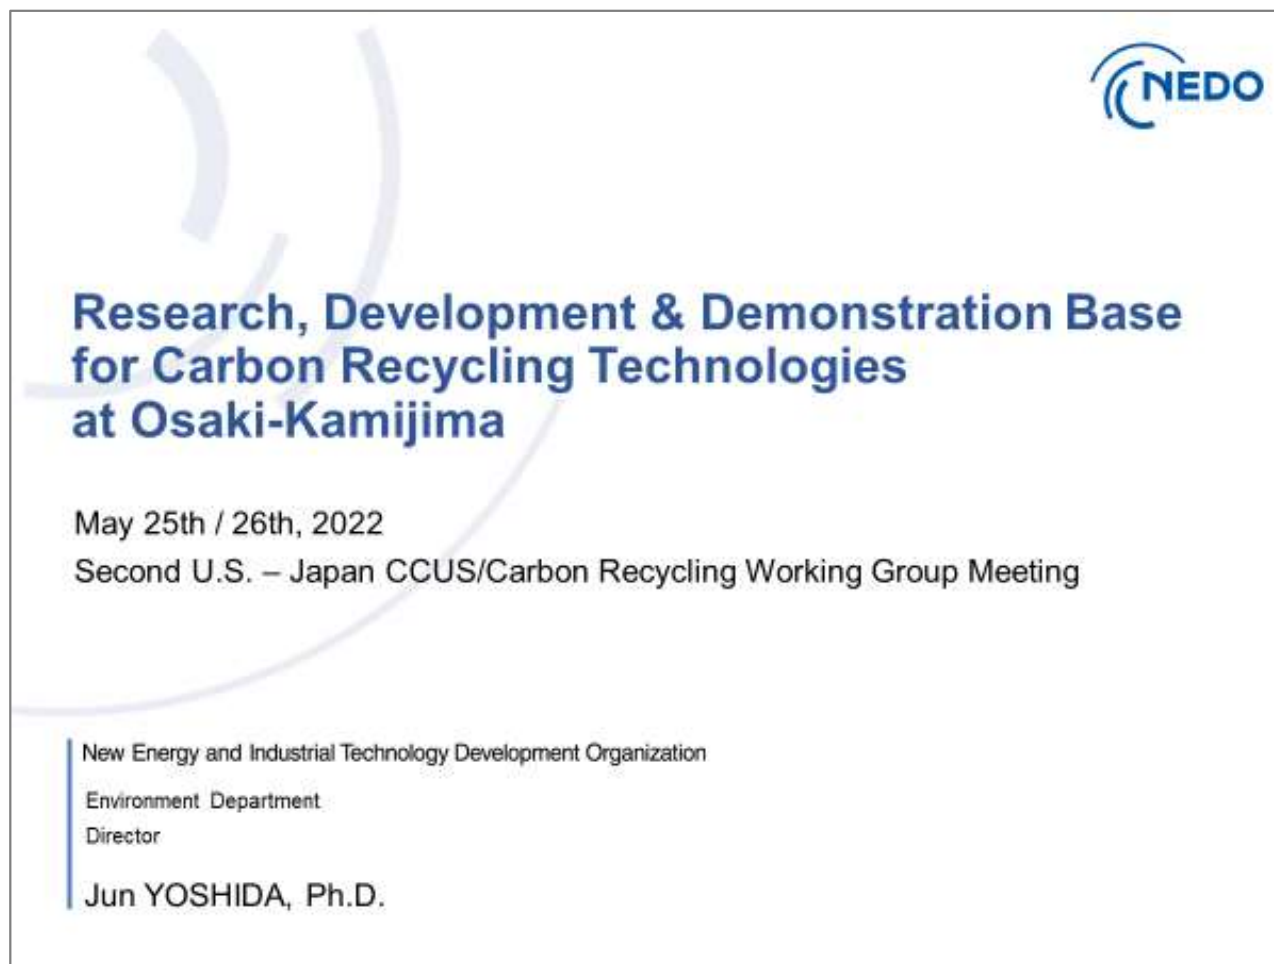 NEDO
Research, Development & Demonstration Base
for Carbon Recycling Technologies
at Osaki-Kamijima
May 25th / 26th, 2022
Second U.S. – Japan CCUS/Carbon Recycling Working Group Meeting
New Energy and Industrial Technology Development Organization
Environment Department
Director
Jun YOSHIDA, Ph.D.